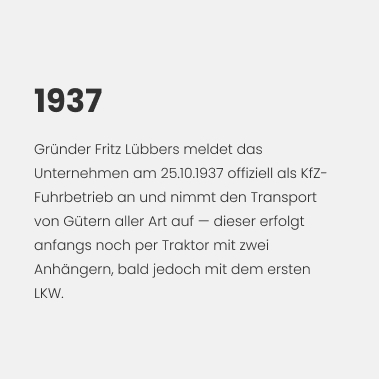 1937
Gründer Fritz Lübbers meldet das
Unternehmen am 25.10.1937 offiziell als KfZ-
Fuhrbetrieb an und nimmt den Transport
von Gütern aller Art auf — dieser erfolgt
anfangs noch per Traktor mit zwei
Anhängern, bald jedoch mit dem ersten
LKW.